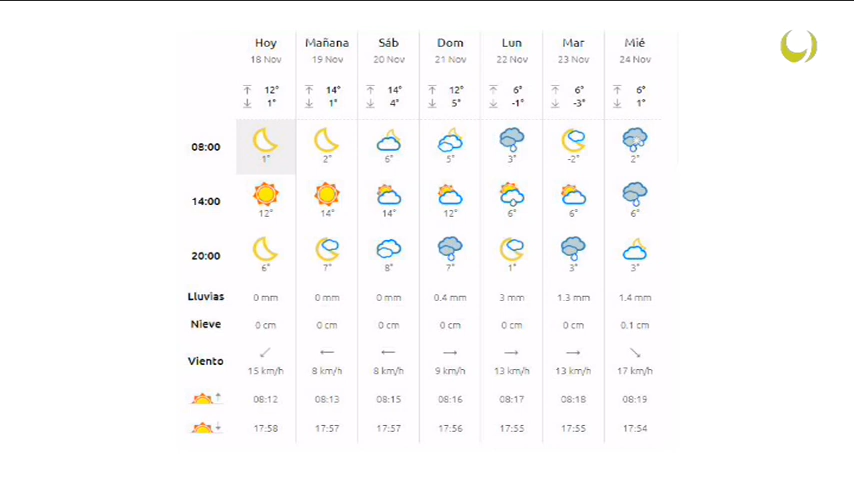 Hoy Mañana Sáb Dom Lun Mar Mié
18 Nov 19 Nov 20 Nov 21 Nov 22 Nov 23 Nov 24 Nov
12° 14° 14° 12° 6° 6° 6°
1° 1° 4° 5° -1° -3° 1°
08:00 1° 2° 6° 5° 3° -2° 2°
14:00 12° 14° 14° 12° 6° 6° 6°
20:00 6° 7° 8° 7° 1° 3° 3°
Lluvias 0 mm 0 mm 0 mm 0.4 mm 3 mm 1.3 mm 1.4 mm
Nieve 0 cm 0 cm 0 cm 0 cm 0 cm 0 cm 0.1 cm
Viento 15 km/h 8 km/h 8 km/h 9 km/h 13 km/h 13 km/h 17 km/h
08:12 08:13 08:15 08:16 08:17 08:18 08:19
17:58 17:57 17:57 17:56 17:55 17:55 17:54